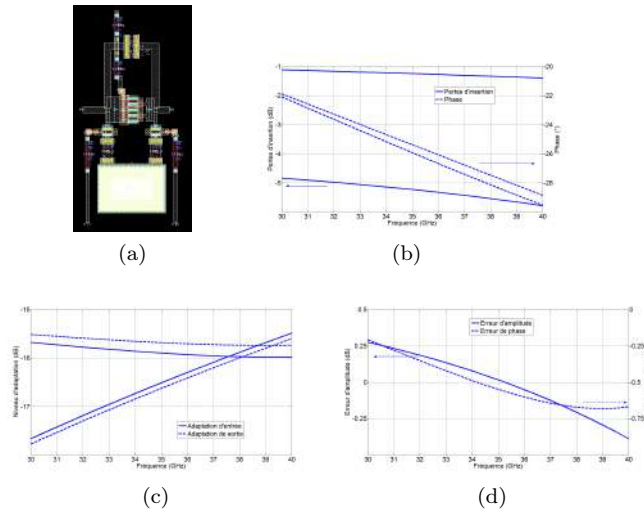 (a)
-1
-2
-3
-4
-5
-20
-22
-24
-26
-28
Pertes d'insertion (dB)
Phase (°)
Pertes d'insertion
Phase
30 31 32 33 34 35 36 37 38 39 40
Fréquence (GHz)
(b)
-15
-16
-17
Niveau d'adaptation (dB)
Adaptation d'entrée
Adaptation de sortie
30 31 32 33 34 35 36 37 38 39 40
Fréquence (GHz)
(c)
0.5
0.25
0
-0.25
0
-0.25
-0.5
-0.75
Erreur d'amplitude (dB)
Erreur d'amplitude
Erreur de phase
30 31 32 33 34 35 36 37 38 39 40
Fréquence (GHz)
(d)